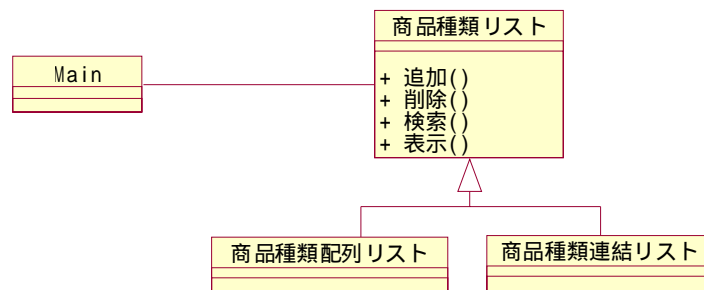 商品種類リスト
Main
+ 追加()
+ 削除()
+ 検索()
+ 表示()
商品種類配列リスト
商品種類連結リスト